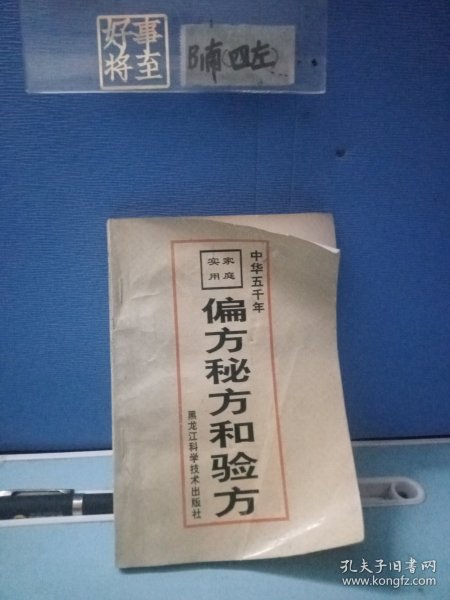 好事
将至
B南(四左)
中华五千年
家庭
实用
偏方秘方和验方
黑龙江科学技术出版社
孔夫子旧书网
www.kongfz.com